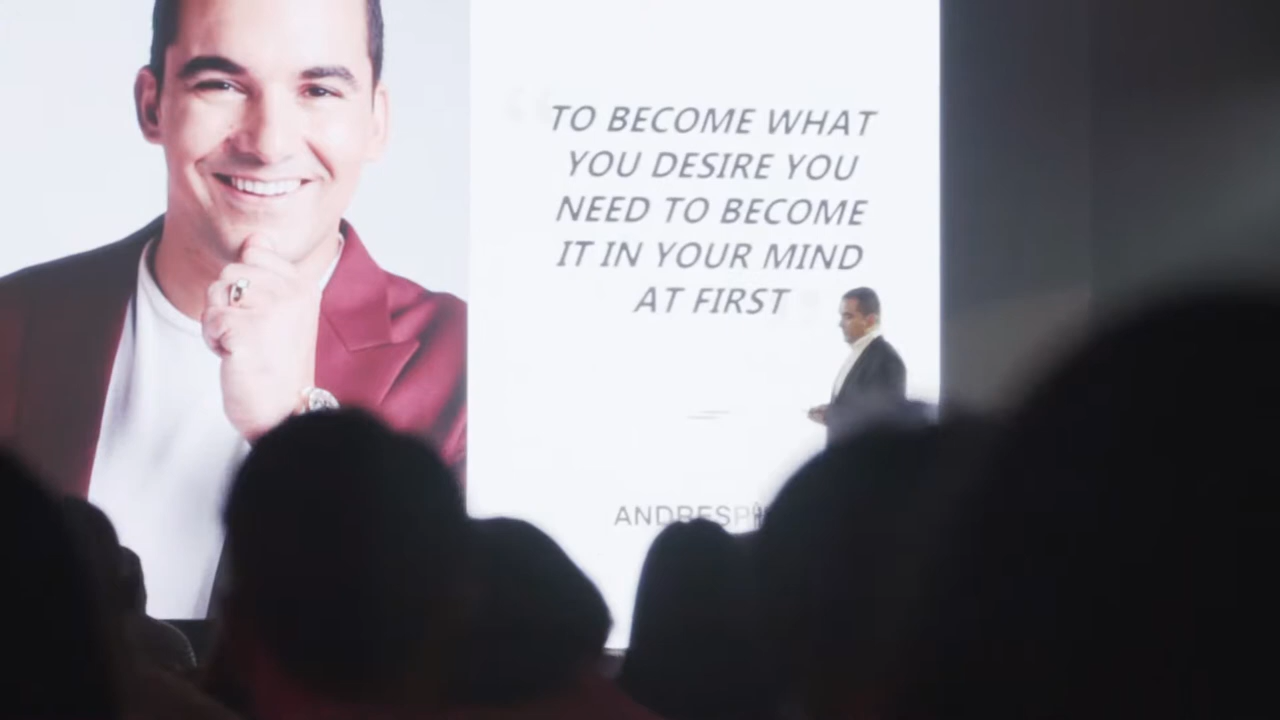 TO BECOME WHAT
YOU DESIRE YOU
NEED TO BECOME
IT IN YOUR MIND
AT FIRST